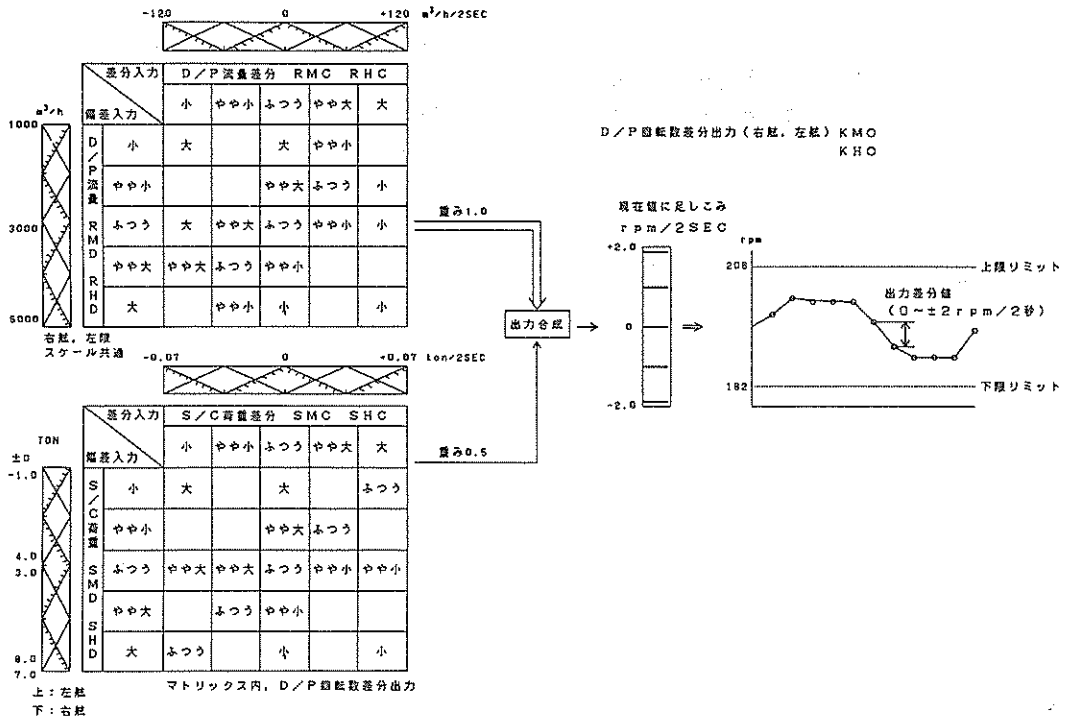 -120 0 +120 m³/h/2SEC
差分入力 D/P流量差分 RMC RHC
偏差入力 小 やや小 ふつう やや大 大
m³/h
1000
3000
5000
D/P流量 RMD RHD
小 大 大 やや小
やや小 やや大 ふつう 小
ふつう 大 やや大 ふつう やや小 小
やや大 やや大 ふつう やや小
大 やや小 小 小
右舷、左舷
スケール共通
重み1.0
D/P回転数差分出力(右舷、左舷) KMO
KHO
現在値に足しこみ
rpm/2SEC
+2.0
0
-2.0
出力合成
rpm
208
182
上限リミット
出力差分値
(0~±2rpm/2秒)
下限リミット
-0.07 0 +0.07 ton/2SEC
差分入力 S/C荷重差分 SMC SHC
偏差入力 小 やや小 ふつう やや大 大
TON
±0
-1.0
4.0
3.0
8.0
7.0
S/C荷重 SMD SHD
小 大 大 ふつう
やや小 やや大 ふつう
ふつう やや大 やや大 ふつう やや小 やや小
やや大 ふつう やや小
大 ふつう 小 小
重み0.5
上:左舷
下:右舷
マトリックス内、D/P回転数差分出力